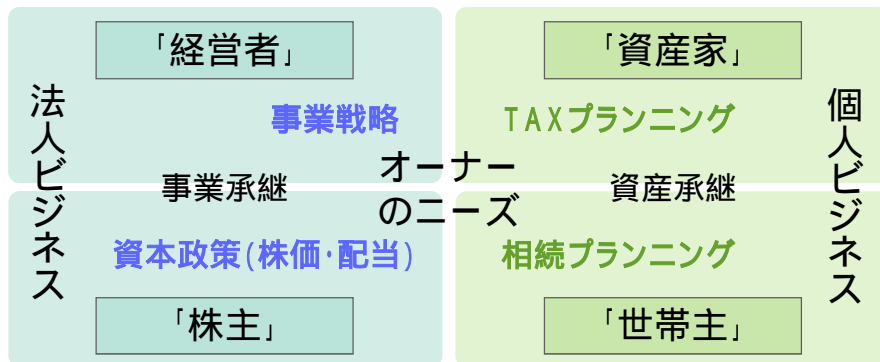 「経営者」
「資産家」
法人ビジネス
事業戦略
TAXプランニング
個人ビジネス
事業承継
オーナー
のニーズ
資産承継
資本政策(株価･配当)
相続プランニング
「株主」
「世帯主」